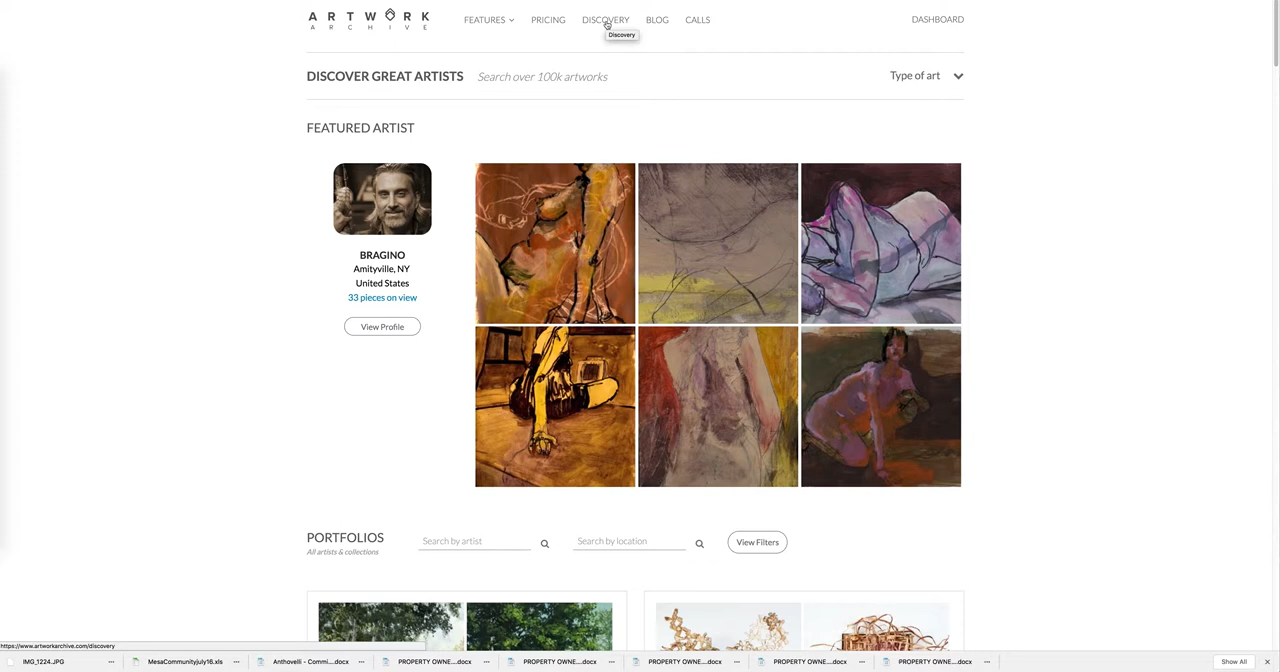 ARTWORK
ARCHIVE
FEATURES
PRICING
DISCOVERY
BLOG
CALLS
DASHBOARD
Discovery
DISCOVER GREAT ARTISTS
Search over 100k artworks
Type of art
FEATURED ARTIST
BRAGINO
Amityville, NY
United States
33 pieces on view
View Profile
PORTFOLIOS
All artists & collections
Search by artist
Search by location
View Filters
https://www.artworkarchive.com/discovery
IMG_1224.JPG
MesaCommunityjuly16.xls
Anthovelli - Commi....docx
PROPERTY OWNE....docx
PROPERTY OWNE....docx
PROPERTY OWNE....docx
PROPERTY OWNE....docx
PROPERTY OWNE....docx
Show All